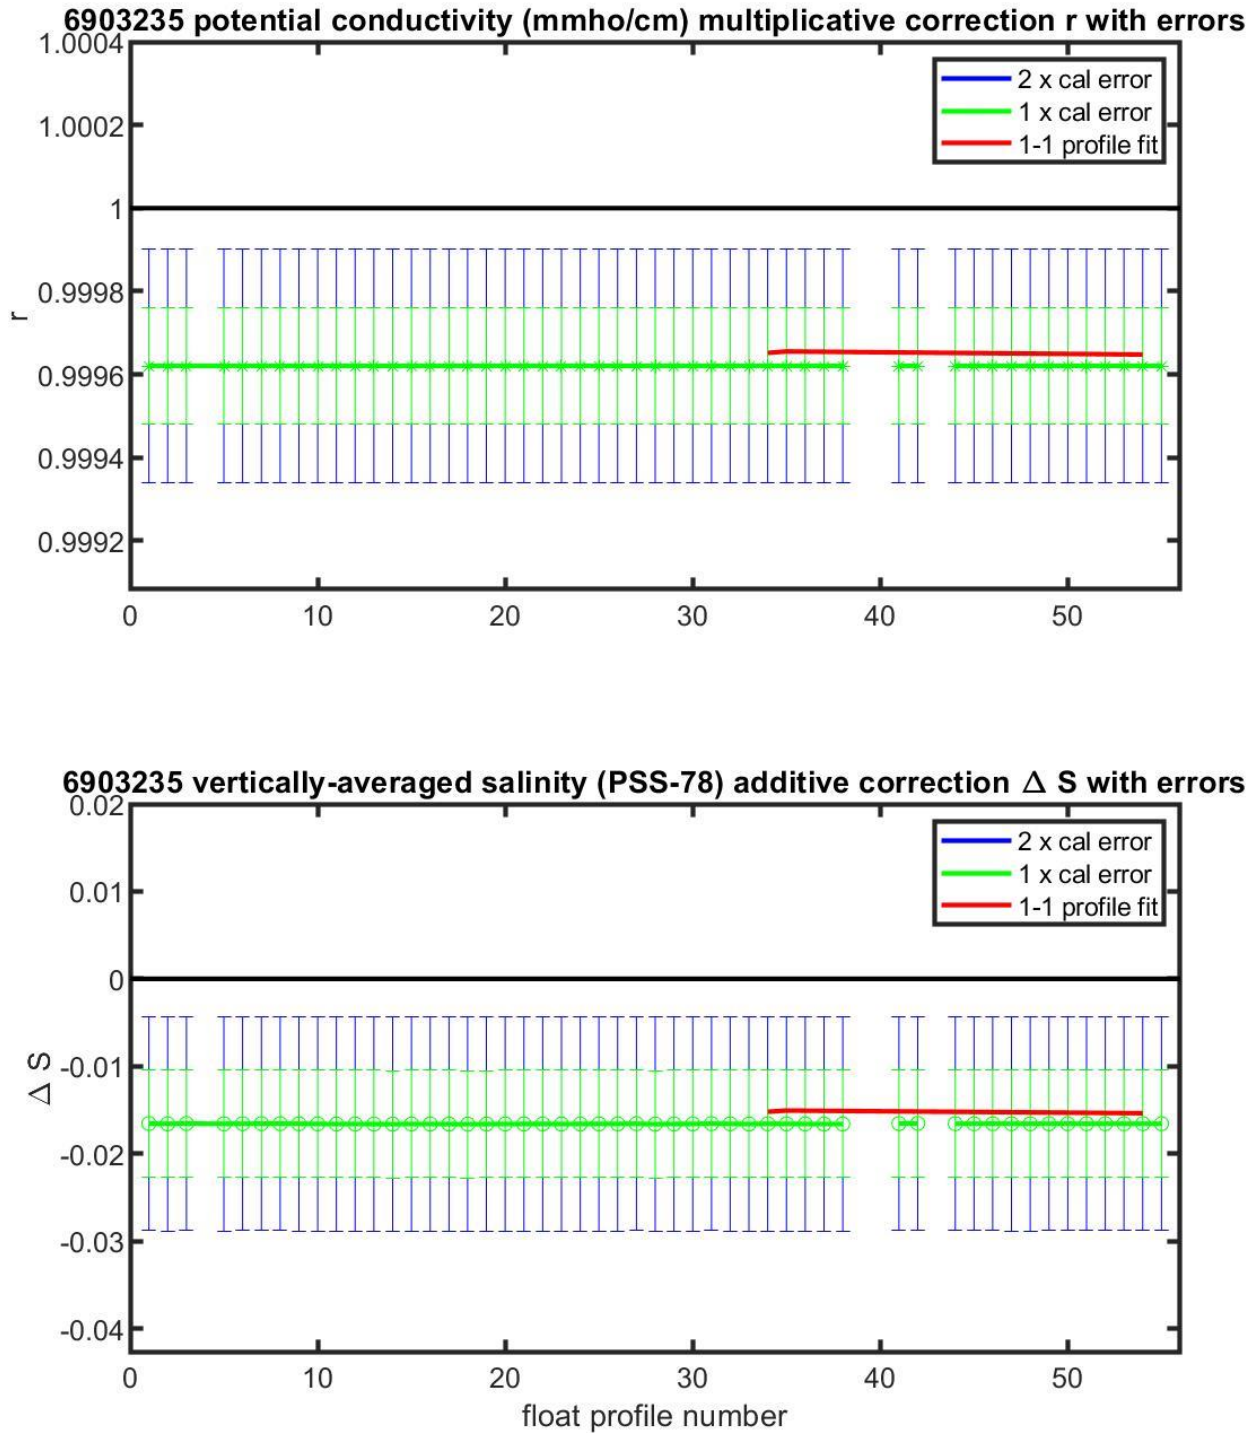 6903235 potential conductivity (mmho/cm) multiplicative correction r with errors
1.0004
1.0002
1
0.9998
0.9996
0.9994
0.9992
r
2 x cal error
1 x cal error
1-1 profile fit
0 10 20 30 40 50
6903235 vertically-averaged salinity (PSS-78) additive correction Δ S with errors
0.02
0.01
0
-0.01
-0.02
-0.03
-0.04
Δ S
2 x cal error
1 x cal error
1-1 profile fit
0 10 20 30 40 50
float profile number